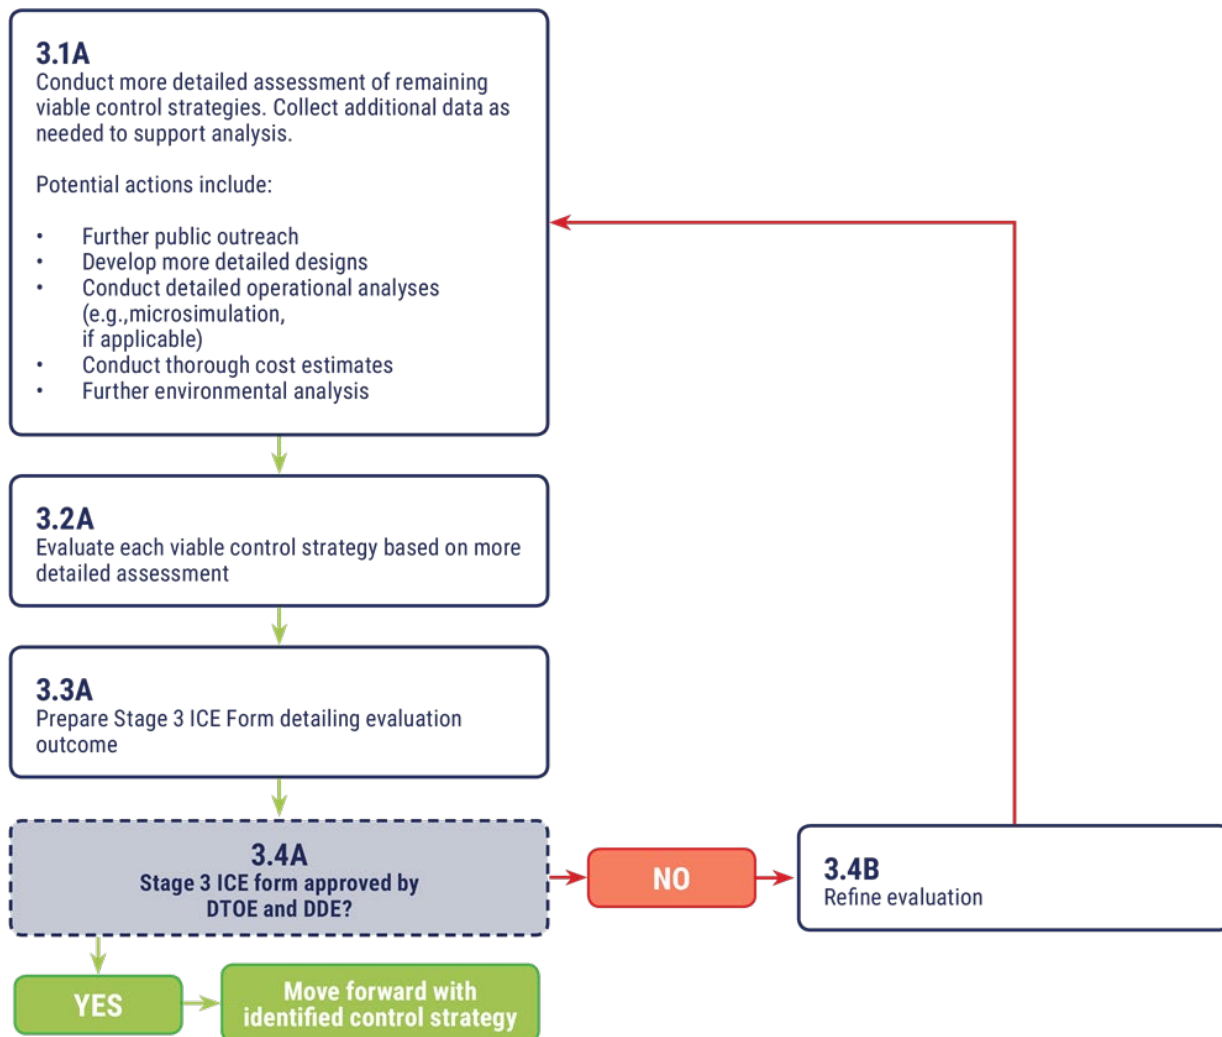 3.1A
Conduct more detailed assessment of remaining
viable control strategies. Collect additional data as
needed to support analysis.
Potential actions include:
• Further public outreach
• Develop more detailed designs
• Conduct detailed operational analyses
(e.g.,microsimulation,
if applicable)
• Conduct thorough cost estimates
• Further environmental analysis
3.2A
Evaluate each viable control strategy based on more
detailed assessment
3.3A
Prepare Stage 3 ICE Form detailing evaluation
outcome
3.4A
Stage 3 ICE form approved by
DTOE and DDE?
NO
3.4B
Refine evaluation
YES
Move forward with
identified control strategy